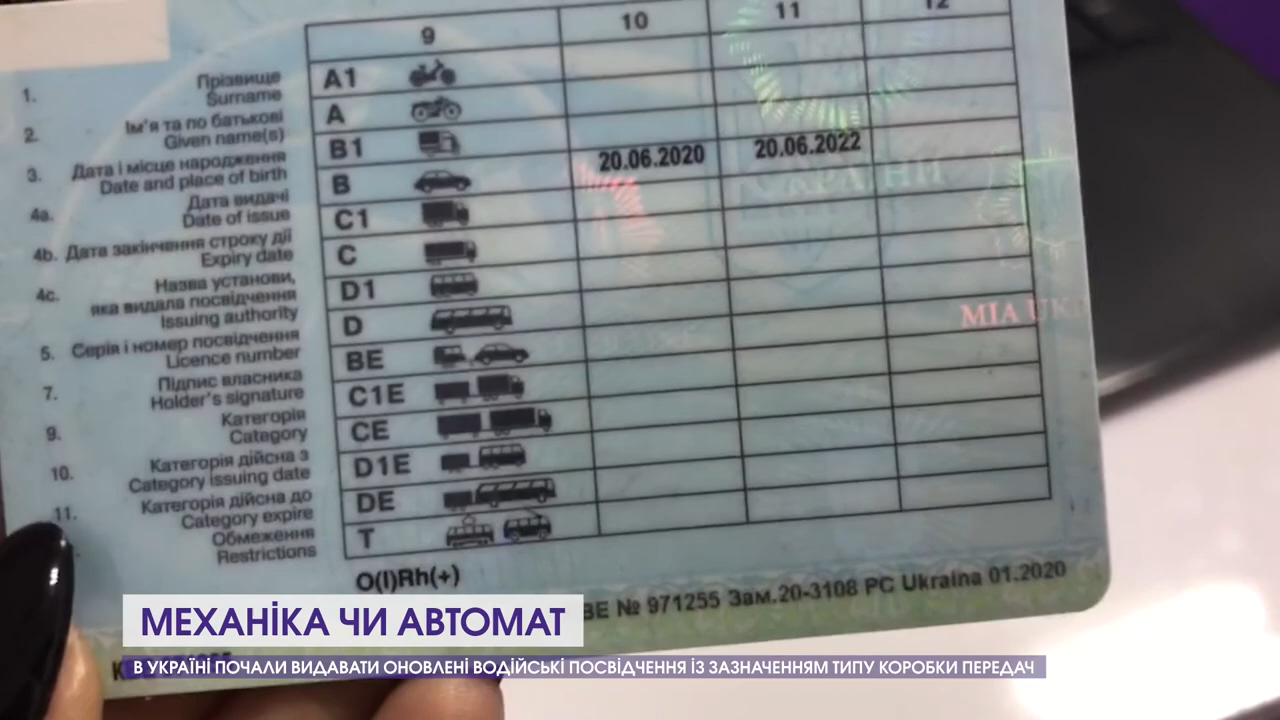 9 10 11 12
1. Прізвище
Surname
2. Ім'я та по батькові
Given name(s)
3. Дата і місце народження
Date and place of birth
4a. Дата видачі
Date of issue
4b. Дата закінчення строку дії
Expiry date
4c. Назва установи,
яка видала посвідчення
Issuing authority
5. Серія і номер посвідчення
Licence number
7. Підпис власника
Holder's signature
9. Категорія
Category
10. Категорія дійсна з
Category issuing date
11. Категорія дійсна до
Category expire
Обмеження
Restrictions
A1
A
B1
B 20.06.2020 20.06.2022
C1
C
D1
D
BE
C1E
CE
D1E
DE
T
УКРАЇНИ
MIA UKR
O(I)Rh(+)
BE № 971255 Зам.20-3108 PC Ukraina 01.2020
МЕХАНІКА ЧИ АВТОМАТ
В УКРАЇНІ ПОЧАЛИ ВИДАВАТИ ОНОВЛЕНІ ВОДІЙСЬКІ ПОСВІДЧЕННЯ ІЗ ЗАЗНАЧЕННЯМ ТИПУ КОРОБКИ ПЕРЕДАЧ